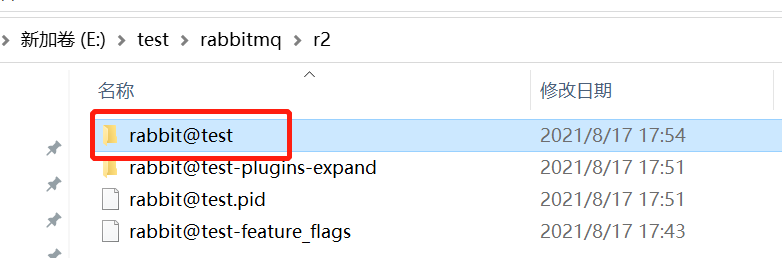 新加卷 (E:) > test > rabbitmq > r2
名称 修改日期
rabbit@test 2021/8/17 17:54
rabbit@test-plugins-expand 2021/8/17 17:51
rabbit@test.pid 2021/8/17 17:51
rabbit@test-feature_flags 2021/8/17 17:43